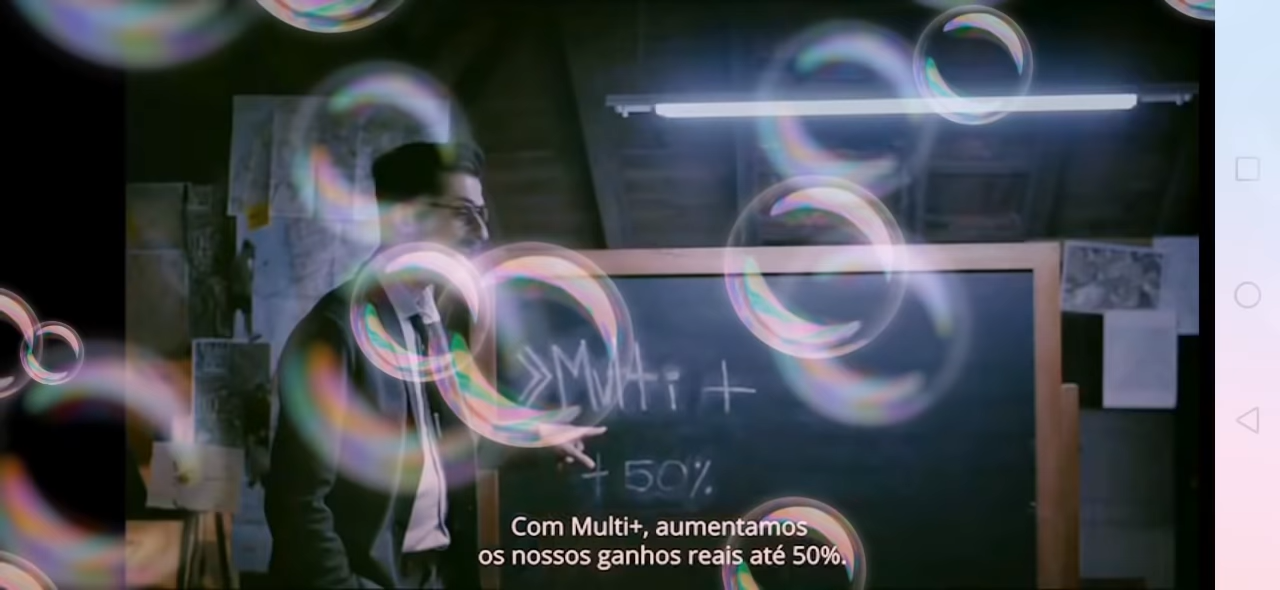 »Multi +
+ 50%
Com Multi+, aumentamos
os nossos ganhos reais até 50%.